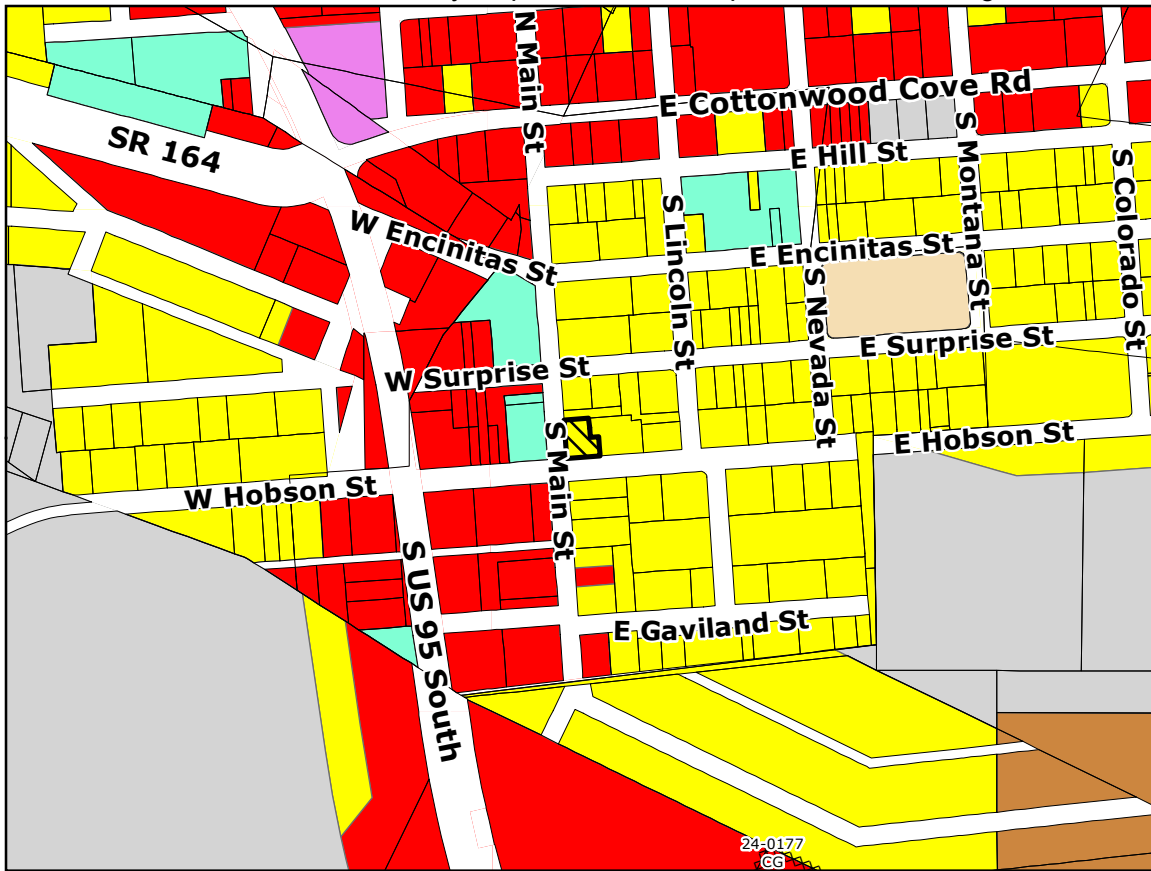 N Main St
E Cottonwood Cove Rd
SR 164
E Hill St
S Montana St
S Colorado St
W Encinitas St
S Lincoln St
E Encinitas St
S Nevada St
E Surprise St
W Surprise St
S Main St
E Hobson St
W Hobson St
S US 95 South
E Gaviland St
24-0177
CG